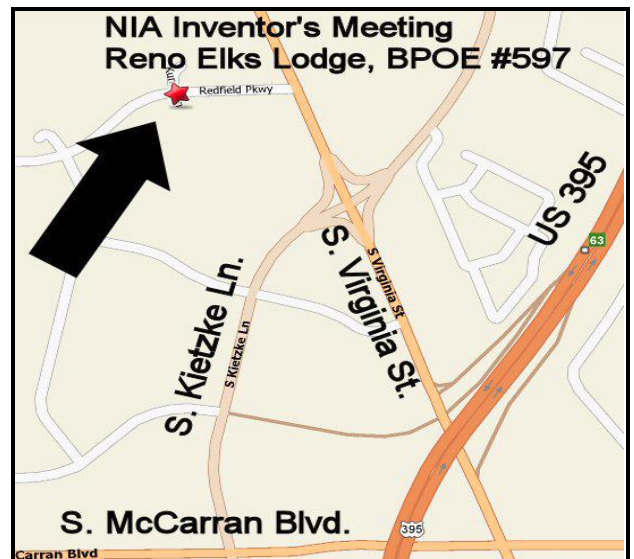 NIA Inventor's Meeting
Reno Elks Lodge, BPOE #597
Redfield Pkwy
US 395
63
S. Virginia St.
S Virginia St
S. Kietzke Ln.
S Kietzke Ln
S. McCarran Blvd.
395
Carran Blvd